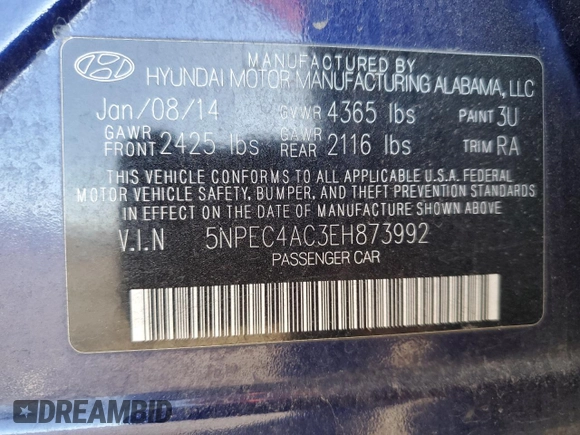 MANUFACTURED BY
HYUNDAI MOTOR MANUFACTURING ALABAMA, LLC
Jan/08/14 GVWR 4365 lbs PAINT 3U
GAWR FRONT 2425 lbs GAWR REAR 2116 lbs TRIM RA
THIS VEHICLE CONFORMS TO ALL APPLICABLE U.S.A. FEDERAL
MOTOR VEHICLE SAFETY, BUMPER, AND THEFT PREVENTION STANDARDS
IN EFFECT ON THE DATE OF MANUFACTURE SHOWN ABOVE
V.I.N 5NPEC4AC3EH873992
PASSENGER CAR
DREAMBID